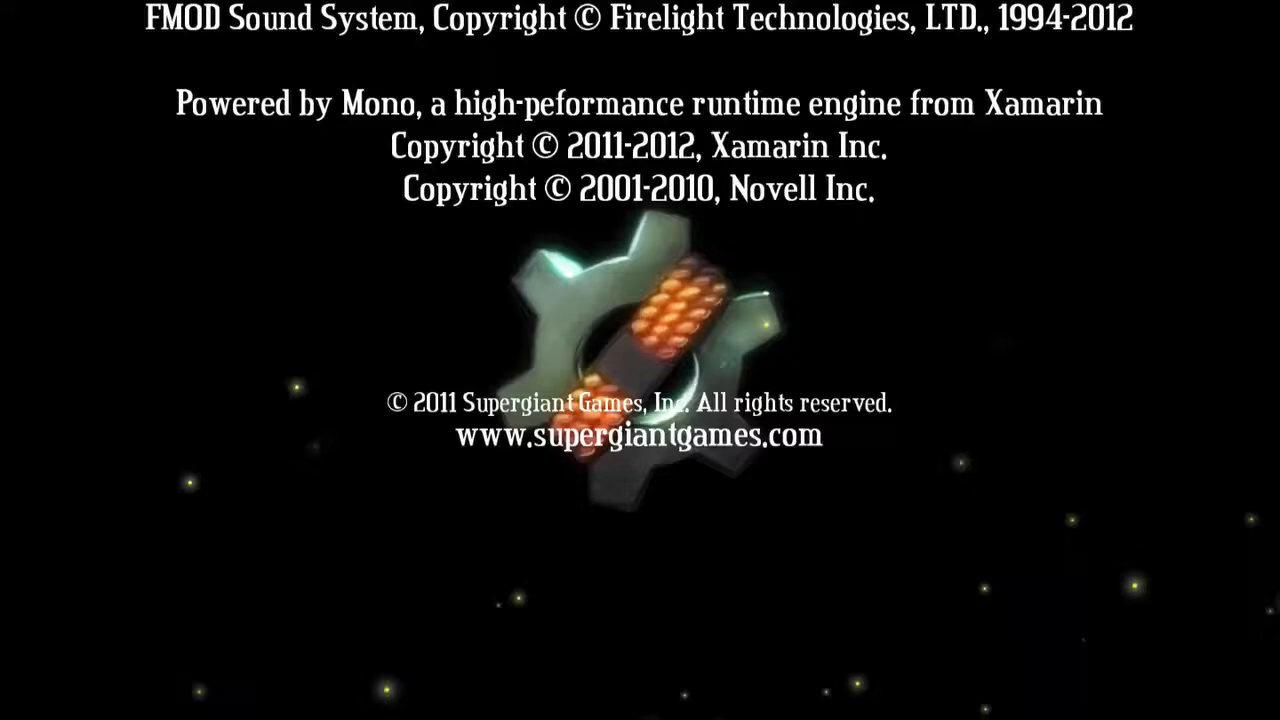 FMOD Sound System, Copyright © Firelight Technologies, LTD., 1994-2012
Powered by Mono, a high-peformance runtime engine from Xamarin
Copyright © 2011-2012, Xamarin Inc.
Copyright © 2001-2010, Novell Inc.
© 2011 Supergiant Games, Inc. All rights reserved.
www.supergiantgames.com